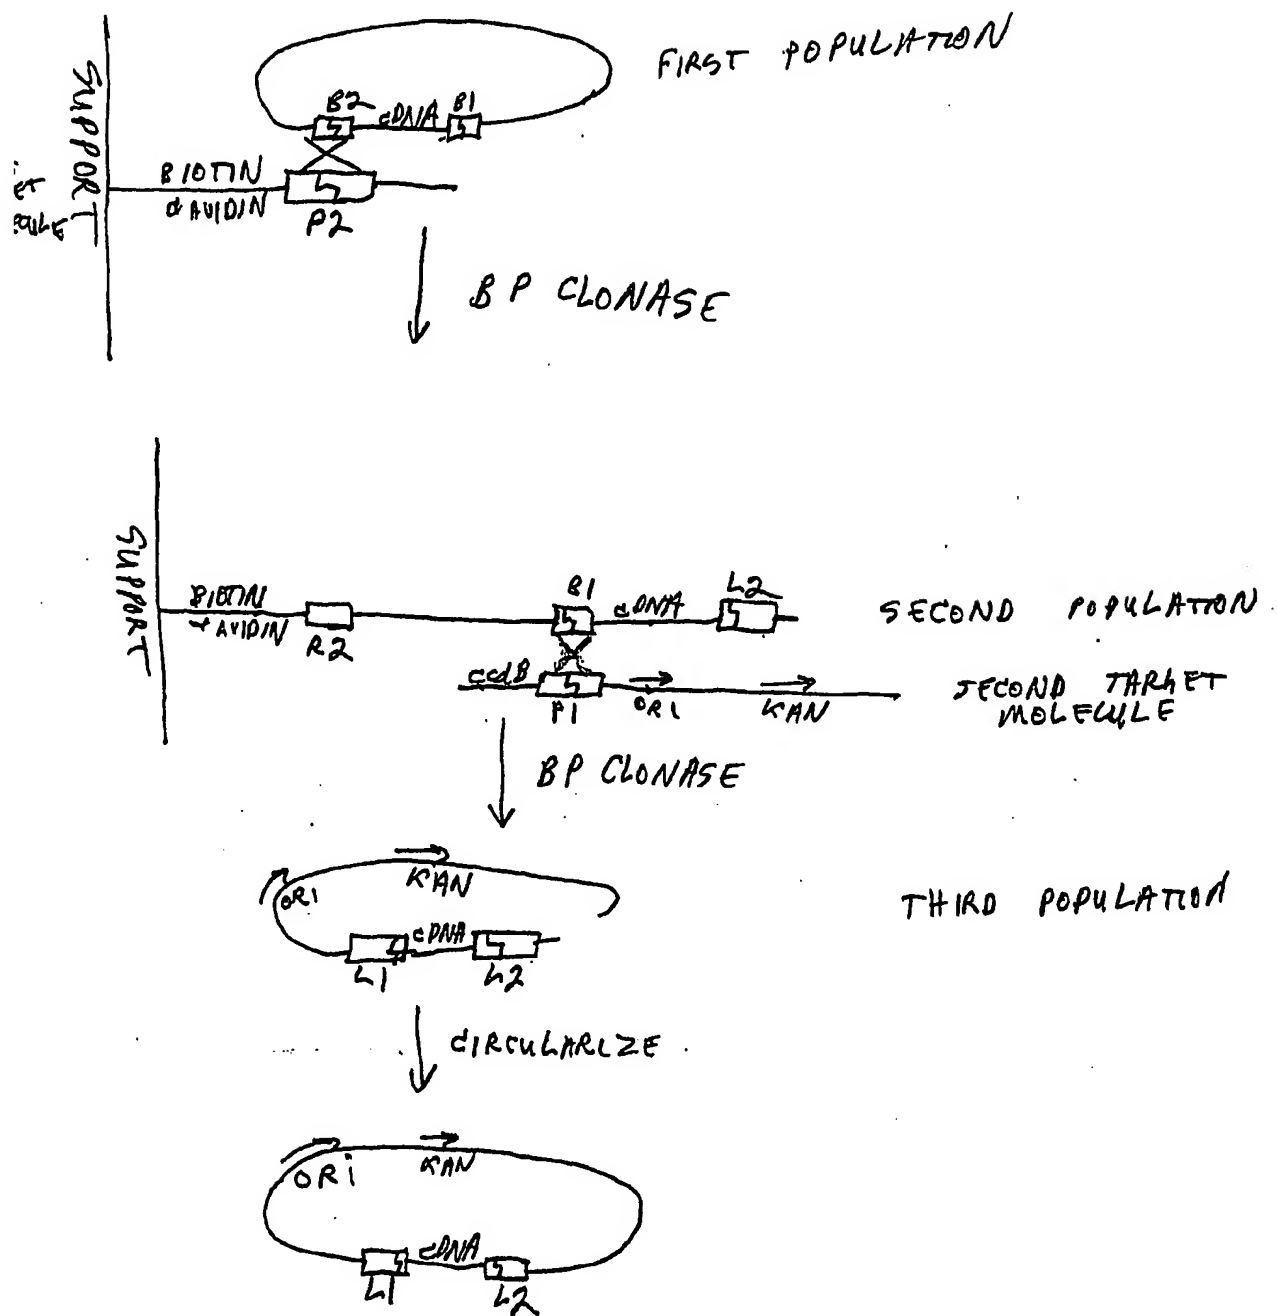 FIRST POPULATION
SUPPORT
B2
cDNA
B1
ET
BIOTIN
AVIDIN
P2
BP CLONASE
SUPPORT
BIOTIN
AVIDIN
R2
B1
cDNA
L2
SECOND POPULATION
ccdB
P1
ORI
KAN
SECOND TARGET
MOLECULE
BP CLONASE
ORI
KAN
THIRD POPULATION
L1
cDNA
L2
CIRCULARIZE
ORi
KAN
L1
cDNA
L2